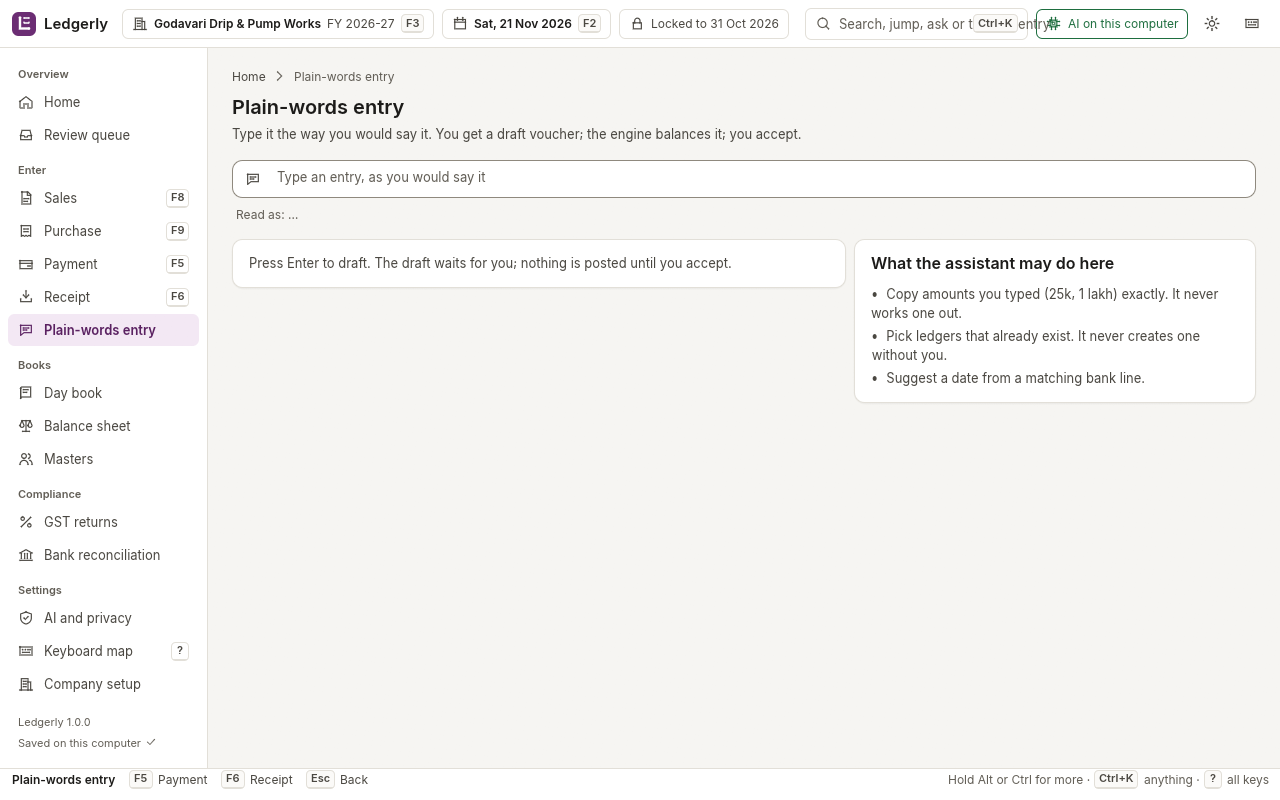 Ledgerly
Godavari Drip & Pump Works FY 2026-27 F3
Sat, 21 Nov 2026 F2
Locked to 31 Oct 2026
Search, jump, ask or t Ctrl+K entry
AI on this computer
Overview
Home
Review queue
Enter
Sales F8
Purchase F9
Payment F5
Receipt F6
Plain-words entry
Books
Day book
Balance sheet
Masters
Compliance
GST returns
Bank reconciliation
Settings
AI and privacy
Keyboard map ?
Company setup
Ledgerly 1.0.0
Saved on this computer
Home > Plain-words entry
Plain-words entry
Type it the way you would say it. You get a draft voucher; the engine balances it; you accept.
Type an entry, as you would say it
Read as: ...
Press Enter to draft. The draft waits for you; nothing is posted until you accept.
What the assistant may do here
• Copy amounts you typed (25k, 1 lakh) exactly. It never
works one out.
• Pick ledgers that already exist. It never creates one
without you.
• Suggest a date from a matching bank line.
Plain-words entry F5 Payment F6 Receipt Esc Back
Hold Alt or Ctrl for more · Ctrl+K anything · ? all keys